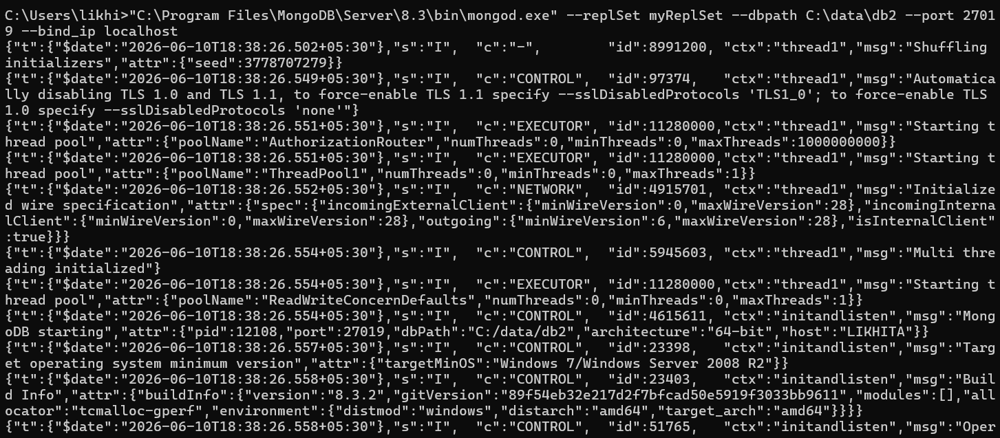 C:\Users\likhi>"C:\Program Files\MongoDB\Server\8.3\bin\mongod.exe" --replSet myReplSet --dbpath C:\data\db2 --port 2701
9 --bind_ip localhost
{"t":{"$date":"2026-06-10T18:38:26.502+05:30"},"s":"I",  "c":"-",        "id":8991200, "ctx":"thread1","msg":"Shuffling
initializers","attr":{"seed":3778707279}}
{"t":{"$date":"2026-06-10T18:38:26.549+05:30"},"s":"I",  "c":"CONTROL",  "id":97374,   "ctx":"thread1","msg":"Automatica
lly disabling TLS 1.0 and TLS 1.1, to force-enable TLS 1.1 specify --sslDisabledProtocols 'TLS1_0'; to force-enable TLS
1.0 specify --sslDisabledProtocols 'none'"}
{"t":{"$date":"2026-06-10T18:38:26.551+05:30"},"s":"I",  "c":"EXECUTOR", "id":11280000,"ctx":"thread1","msg":"Starting t
hread pool","attr":{"poolName":"AuthorizationRouter","numThreads":0,"minThreads":0,"maxThreads":1000000000}}
{"t":{"$date":"2026-06-10T18:38:26.551+05:30"},"s":"I",  "c":"EXECUTOR", "id":11280000,"ctx":"thread1","msg":"Starting t
hread pool","attr":{"poolName":"ThreadPool1","numThreads":0,"minThreads":0,"maxThreads":1}}
{"t":{"$date":"2026-06-10T18:38:26.552+05:30"},"s":"I",  "c":"NETWORK",  "id":4915701, "ctx":"thread1","msg":"Initialize
d wire specification","attr":{"spec":{"incomingExternalClient":{"minWireVersion":0,"maxWireVersion":28},"incomingInterna
lClient":{"minWireVersion":0,"maxWireVersion":28},"outgoing":{"minWireVersion":6,"maxWireVersion":28},"isInternalClient"
:true}}}
{"t":{"$date":"2026-06-10T18:38:26.554+05:30"},"s":"I",  "c":"CONTROL",  "id":5945603, "ctx":"thread1","msg":"Multi thre
ading initialized"}
{"t":{"$date":"2026-06-10T18:38:26.554+05:30"},"s":"I",  "c":"EXECUTOR", "id":11280000,"ctx":"thread1","msg":"Starting t
hread pool","attr":{"poolName":"ReadWriteConcernDefaults","numThreads":0,"minThreads":0,"maxThreads":1}}
{"t":{"$date":"2026-06-10T18:38:26.554+05:30"},"s":"I",  "c":"CONTROL",  "id":4615611, "ctx":"initandlisten","msg":"Mong
oDB starting","attr":{"pid":12108,"port":27019,"dbPath":"C:/data/db2","architecture":"64-bit","host":"LIKHITA"}}
{"t":{"$date":"2026-06-10T18:38:26.557+05:30"},"s":"I",  "c":"CONTROL",  "id":23398,   "ctx":"initandlisten","msg":"Targ
et operating system minimum version","attr":{"targetMinOS":"Windows 7/Windows Server 2008 R2"}}
{"t":{"$date":"2026-06-10T18:38:26.558+05:30"},"s":"I",  "c":"CONTROL",  "id":23403,   "ctx":"initandlisten","msg":"Buil
d Info","attr":{"buildInfo":{"version":"8.3.2","gitVersion":"89f54eb32e217d2f7bfcad50e5919f3033bb9611","modules":[],"all
ocator":"tcmalloc-gperf","environment":{"distmod":"windows","distarch":"amd64","target_arch":"amd64"}}}}
{"t":{"$date":"2026-06-10T18:38:26.558+05:30"},"s":"I",  "c":"CONTROL",  "id":51765,   "ctx":"initandlisten","msg":"Oper